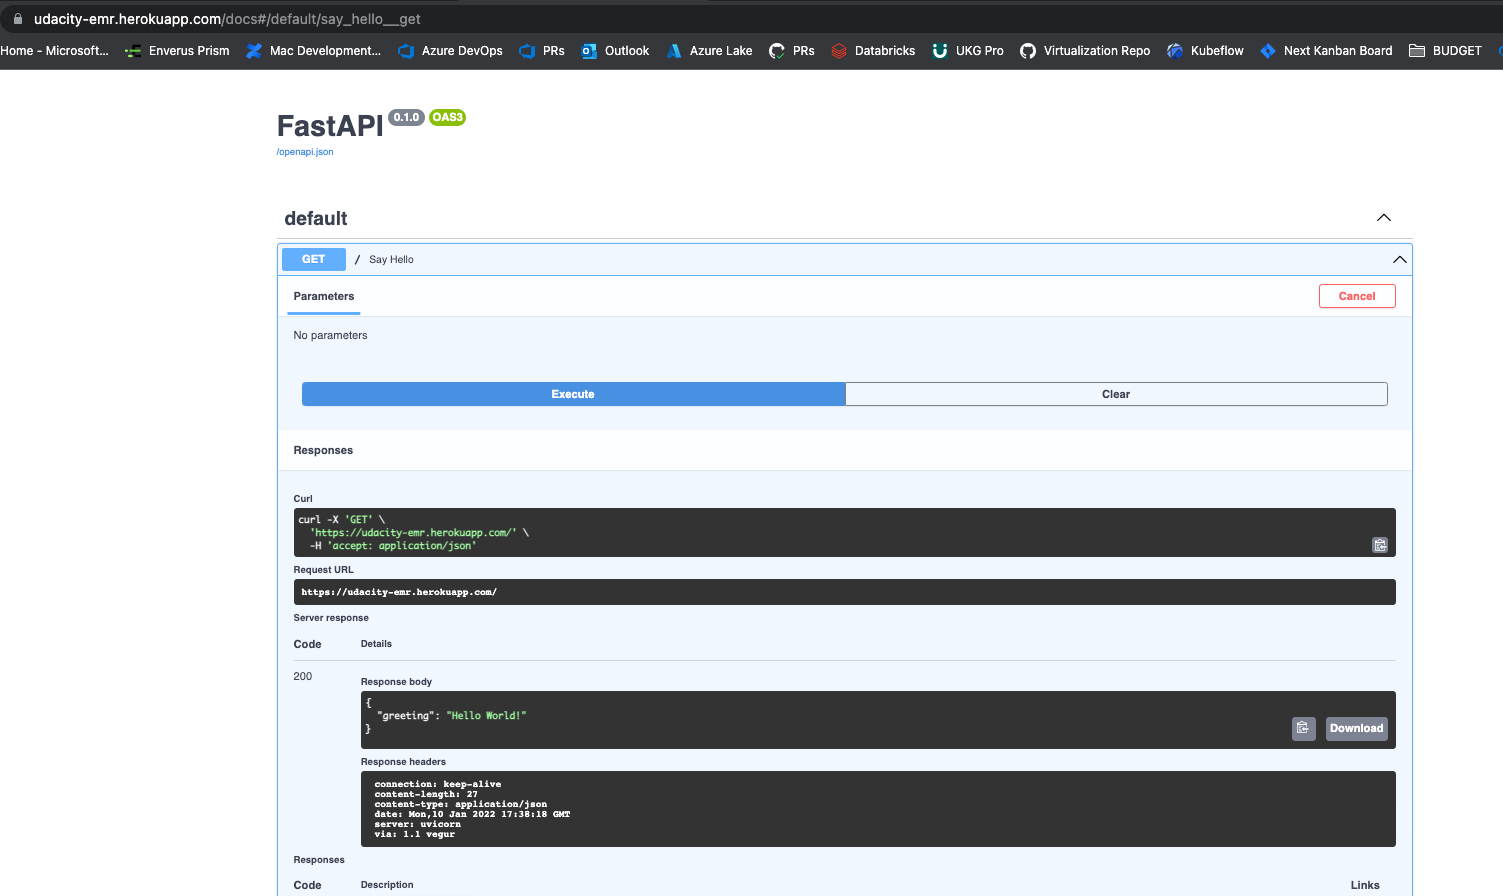 udacity-emr.herokuapp.com/docs#/default/say_hello__get
Home - Microsoft... Enverus Prism Mac Development... Azure DevOps PRs Outlook Azure Lake PRs Databricks UKG Pro Virtualization Repo Kubeflow Next Kanban Board BUDGET
FastAPI 0.1.0 OAS3
/openapi.json
default
GET / Say Hello
Parameters Cancel
No parameters
Execute Clear
Responses
Curl
curl -X 'GET' \
'https://udacity-emr.herokuapp.com/' \
-H 'accept: application/json'
Request URL
https://udacity-emr.herokuapp.com/
Server response
Code Details
200
Response body
{
"greeting": "Hello World!"
}
Download
Response headers
connection: keep-alive
content-length: 27
content-type: application/json
date: Mon,10 Jan 2022 17:38:18 GMT
server: uvicorn
via: 1.1 vegur
Responses
Code Description Links